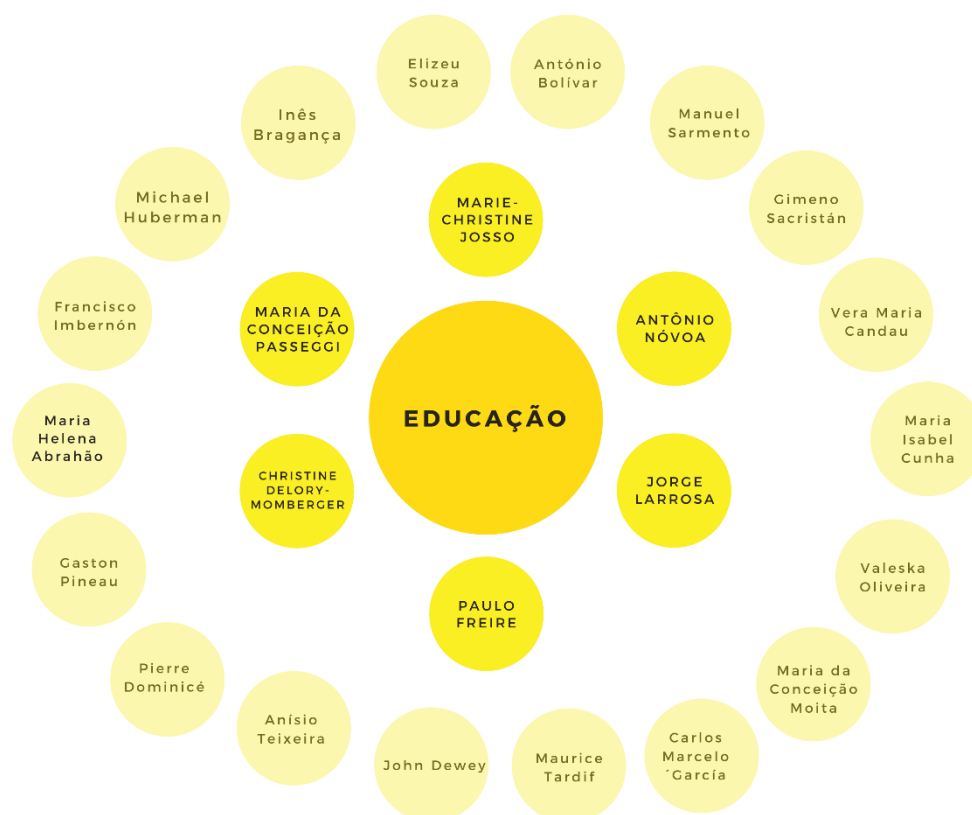 Elizeu
Souza
António
Bolívar
Inês
Bragança
Manuel
Sarmento
Michael
Huberman
MARIE-
CHRISTINE
JOSSO
Gimeno
Sacristán
Francisco
Imbernón
MARIA DA
CONCEIÇÃO
PASSEGGI
ANTÔNIO
NÓVOA
Vera Maria
Candau
EDUCAÇÃO
Maria
Helena
Abrahão
Maria
Isabel
Cunha
CHRISTINE
DELORY-
MOMBERGER
JORGE
LARROSA
Gaston
Pineau
Valeska
Oliveira
PAULO
FREIRE
Pierre
Dominicé
Maria da
Conceição
Moita
Anísio
Teixeira
John Dewey
Maurice
Tardif
Carlos
Marcelo
´García